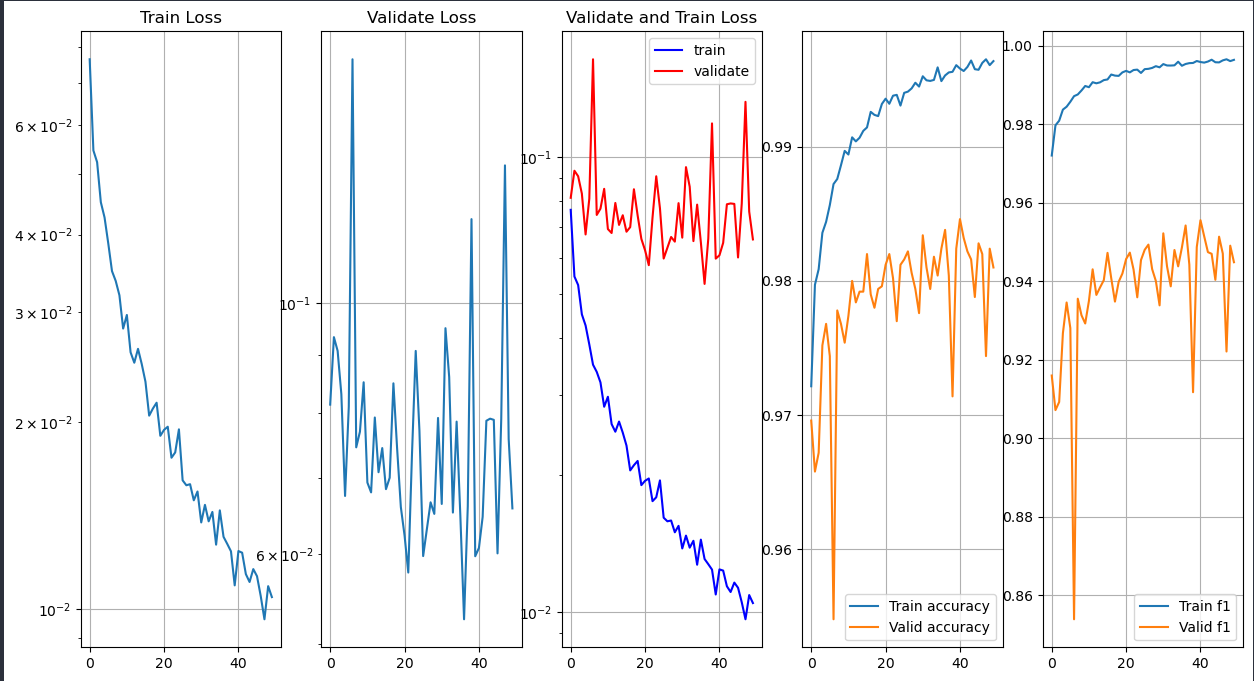 Train Loss
6 × 10⁻²
4 × 10⁻²
3 × 10⁻²
2 × 10⁻²
10⁻²
0 20 40
Validate Loss
10⁻¹
6 × 10⁻²
0 20 40
Validate and Train Loss
train
validate
10⁻¹
10⁻²
0 20 40
0.99
0.98
0.97
0.96
Train accuracy
Valid accuracy
0 20 40
1.00
0.98
0.96
0.94
0.92
0.90
0.88
0.86
Train f1
Valid f1
0 20 40